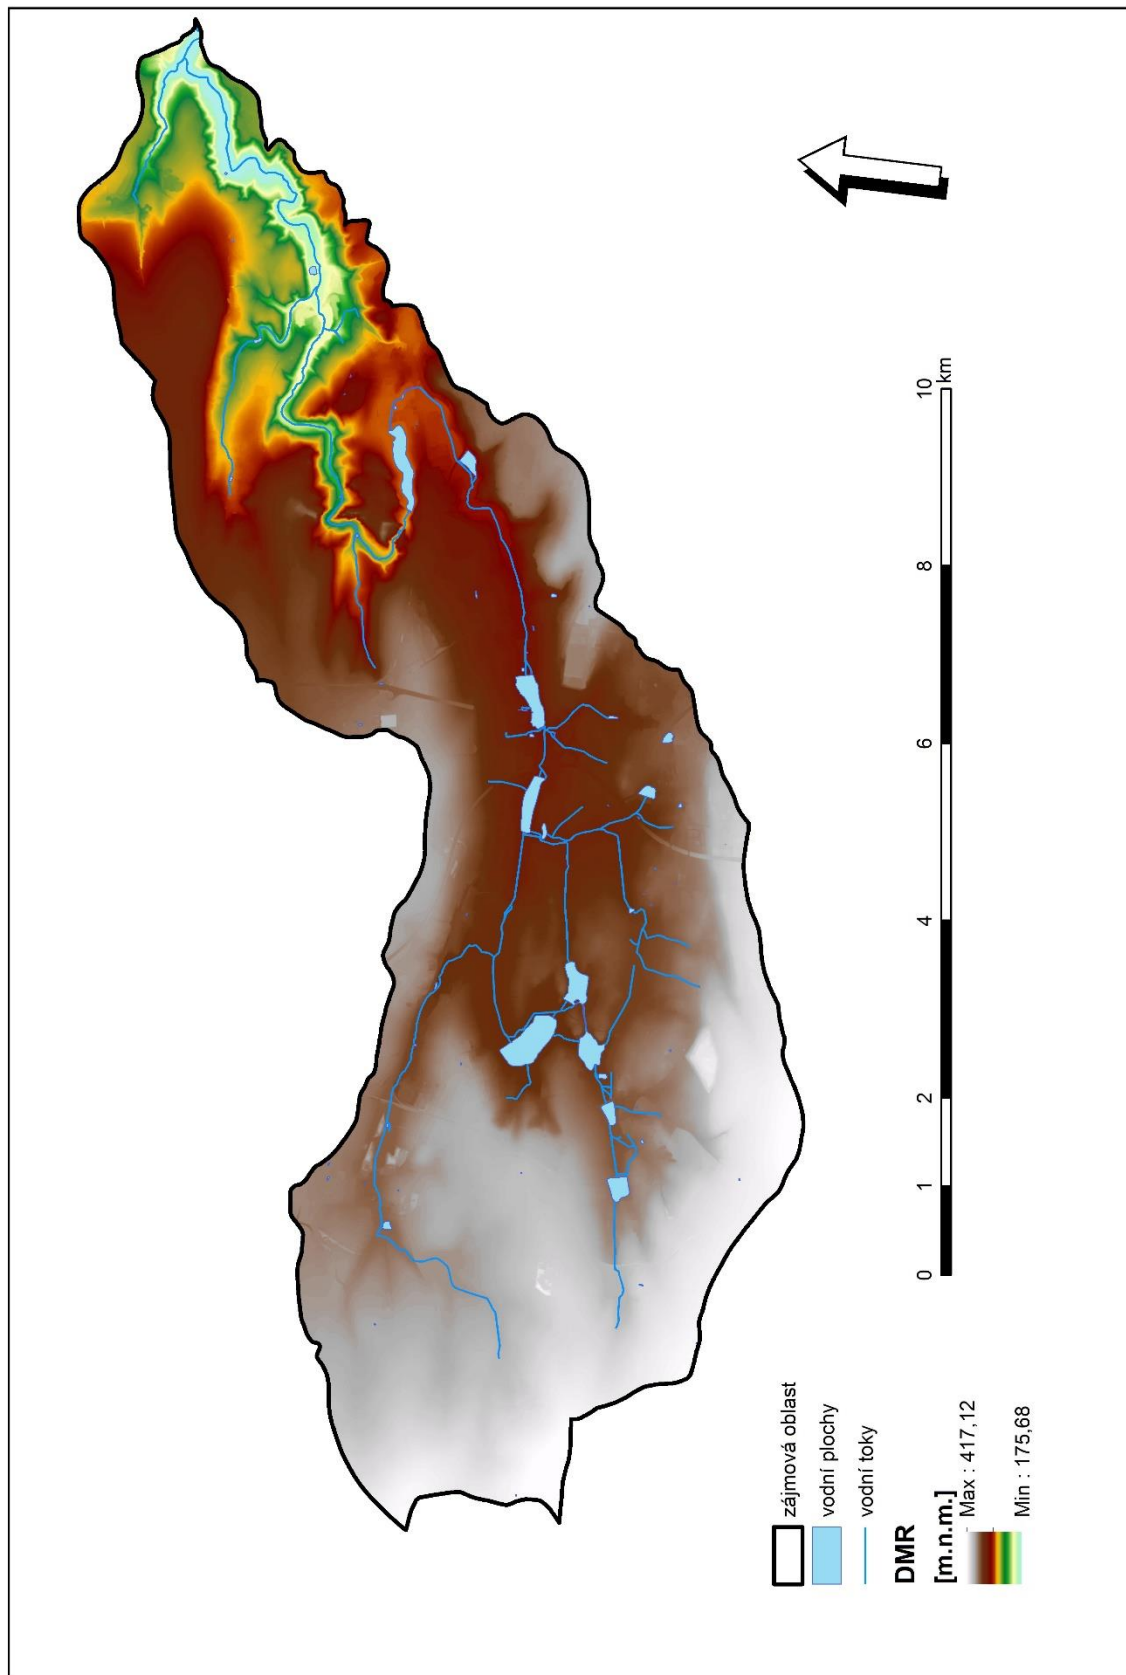 0 1 2 4 6 8 10
km
zájmová oblast
vodní plochy
vodní toky
DMR
[m.n.m.]
Max : 417,12
Min : 175,68